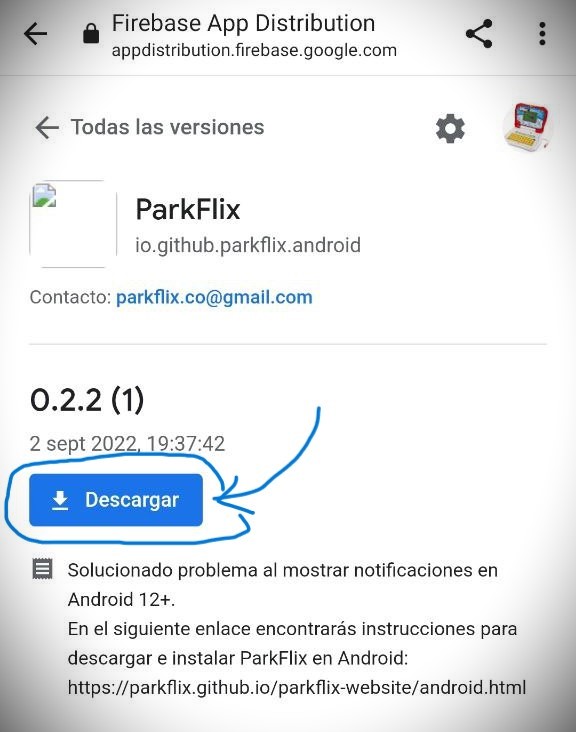 Firebase App Distribution
appdistribution.firebase.google.com
Todas las versiones
ParkFlix
io.github.parkflix.android
Contacto: parkflix.co@gmail.com
0.2.2 (1)
2 sept 2022, 19:37:42
Descargar
Solucionado problema al mostrar notificaciones en
Android 12+.
En el siguiente enlace encontrarás instrucciones para
descargar e instalar ParkFlix en Android:
https://parkflix.github.io/parkflix-website/android.html